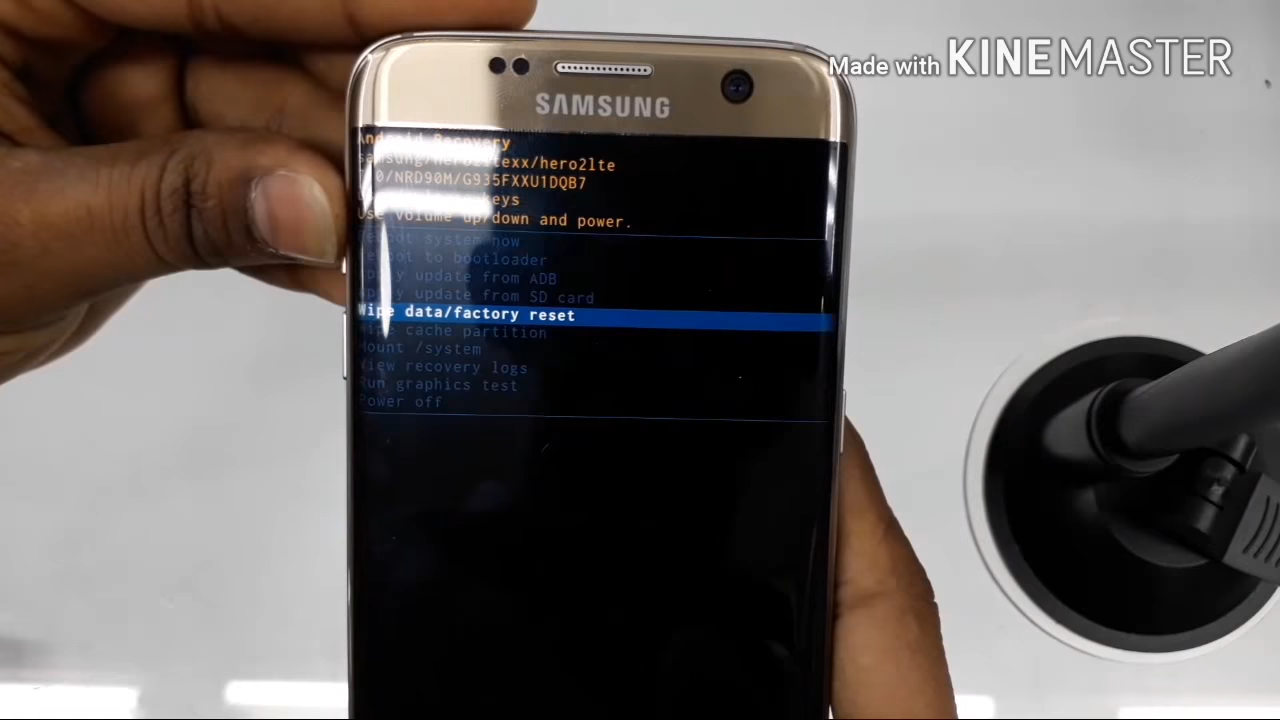 Made with KINEMASTER
SAMSUNG
Android Recovery
samsung/hero2ltexx/hero2lte
0/NRD90M/G935FXXU1DQB7
keys
Use volume up/down and power.
Reboot system now
Reboot to bootloader
Apply update from ADB
Apply update from SD card
Wipe data/factory reset
Wipe cache partition
Mount /system
View recovery logs
Run graphics test
Power off